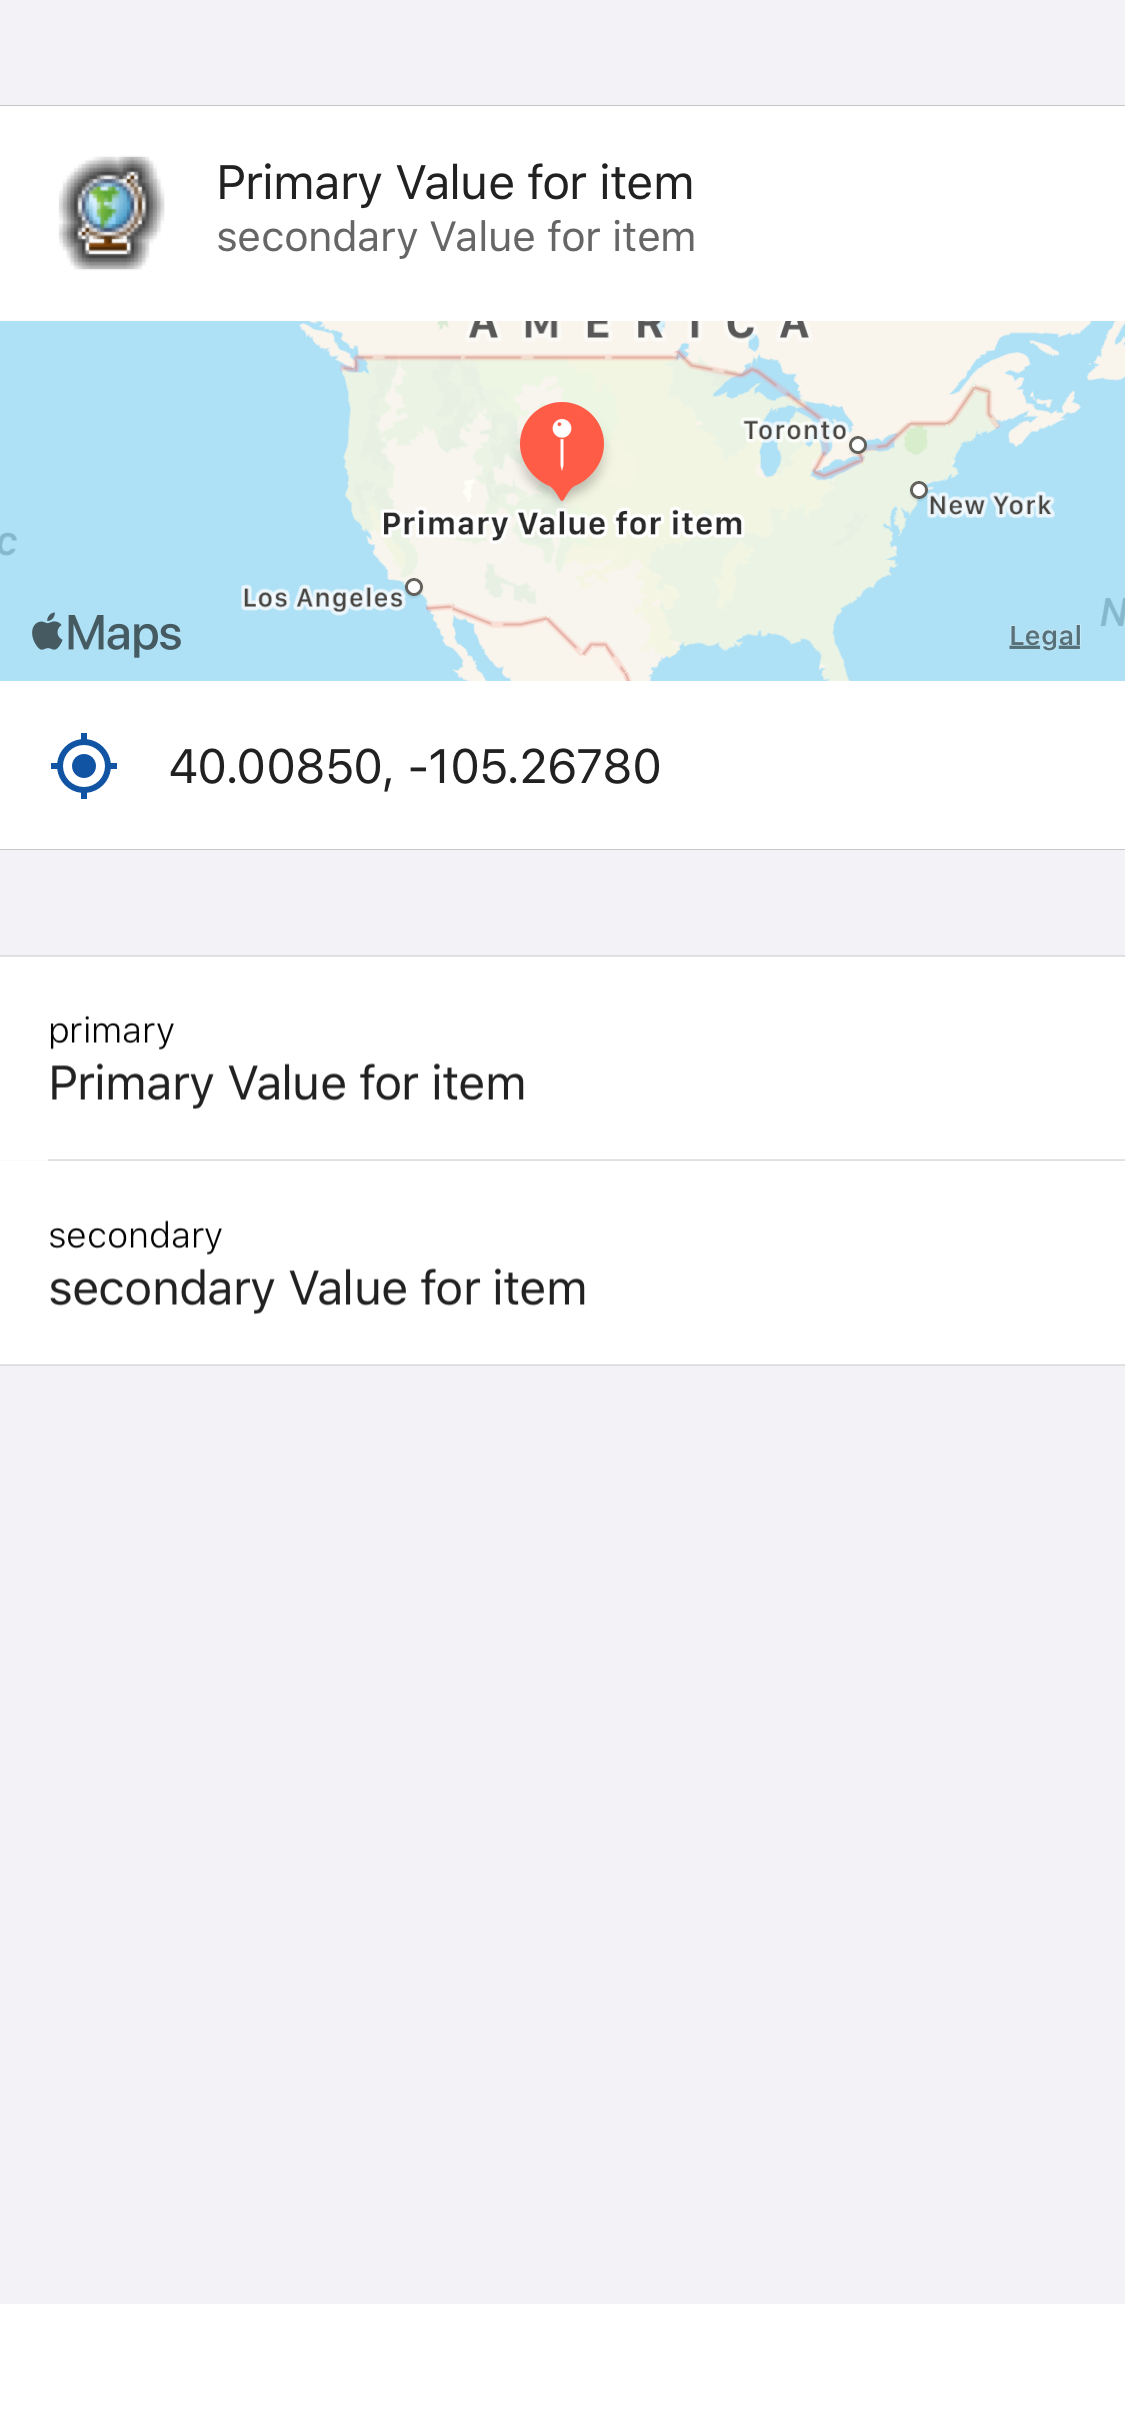 Primary Value for item
secondary Value for item
AMERICA
Toronto
New York
Primary Value for item
Los Angeles
C
N
Maps
Legal
40.00850, -105.26780
primary
Primary Value for item
secondary
secondary Value for item